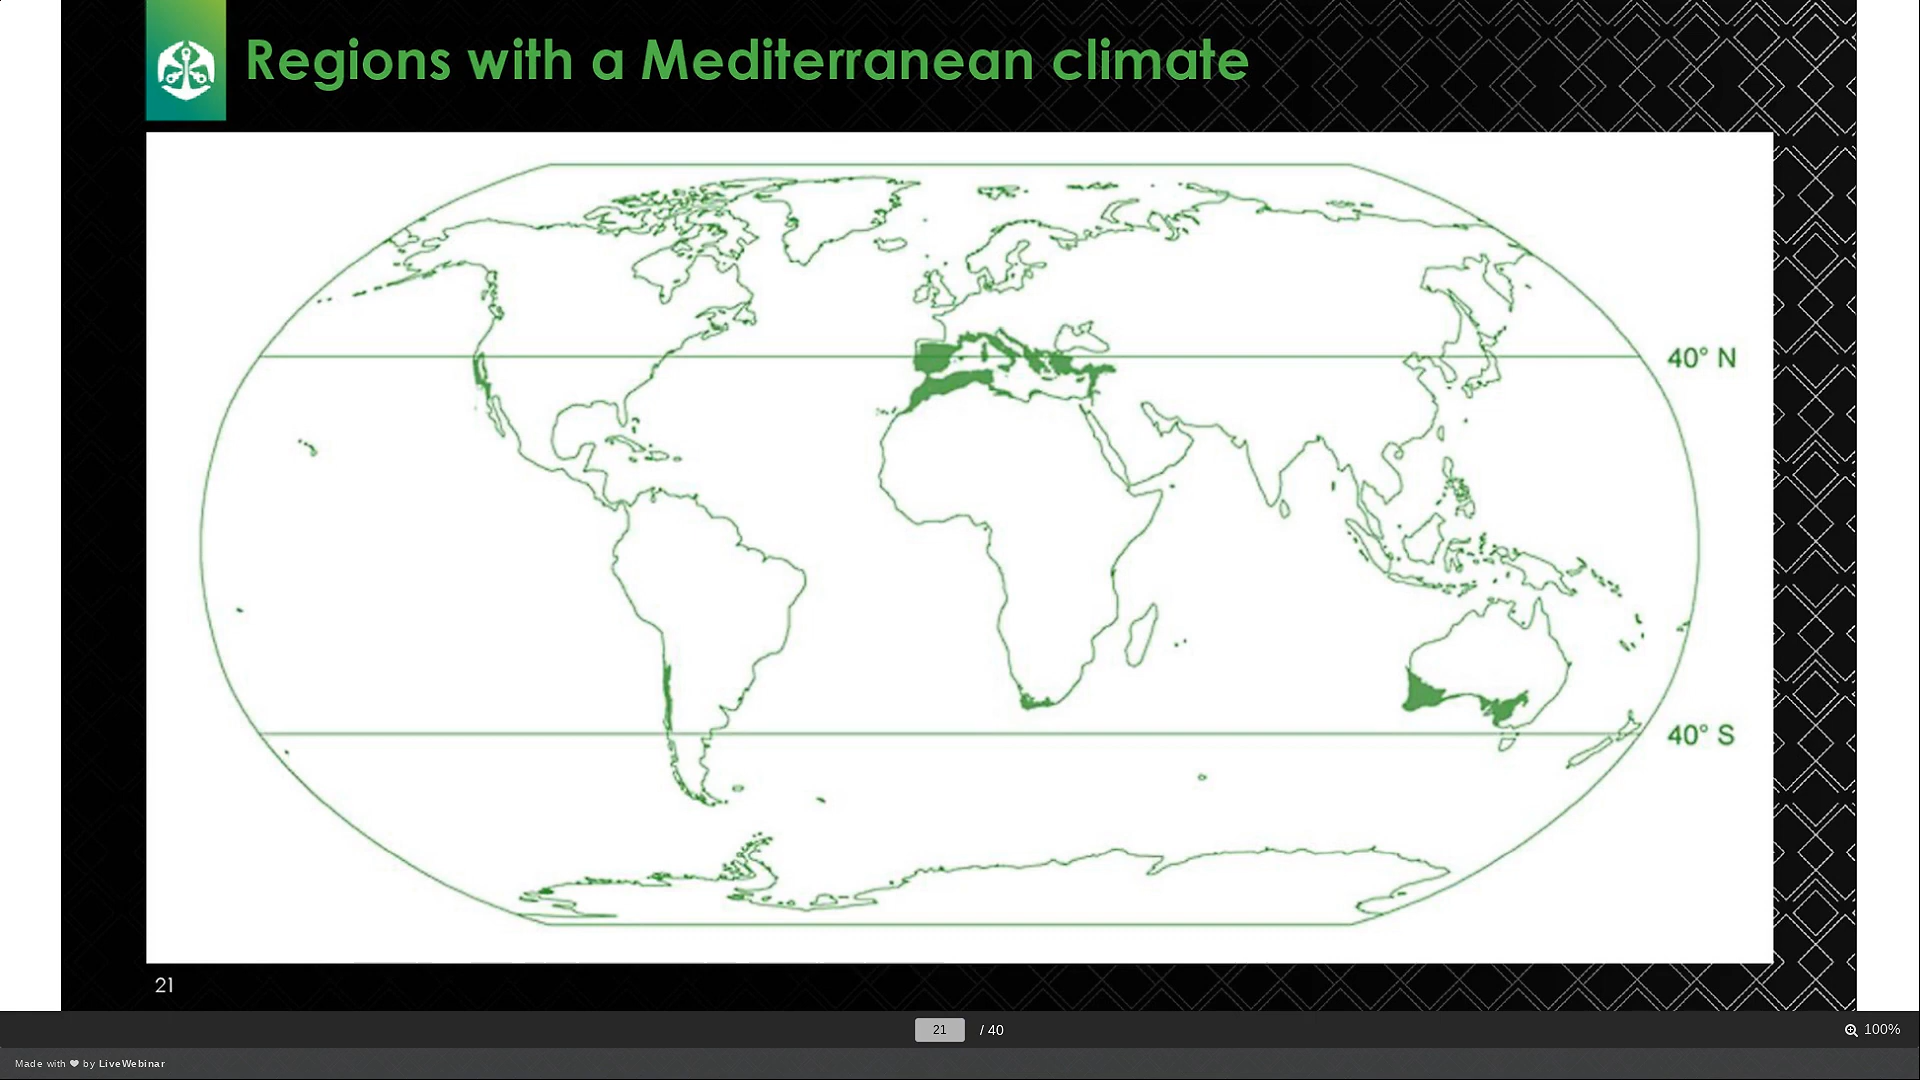 Regions with a Mediterranean climate
40° N
40° S
21
21 / 40
100%
Made with ❤ by LiveWebinar